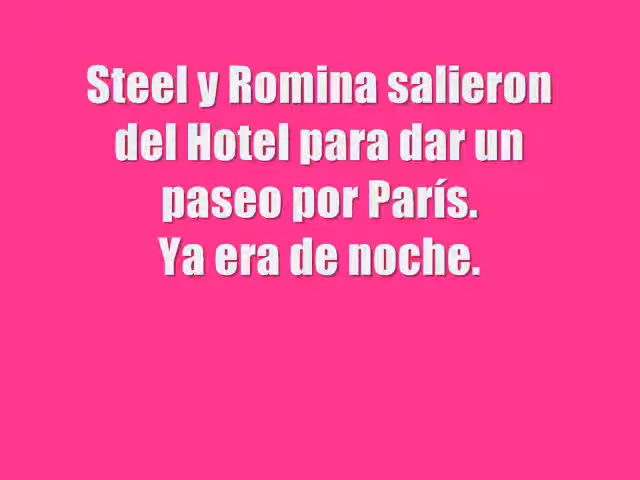 Steel y Romina salieron
del Hotel para dar un
paseo por París.
Ya era de noche.